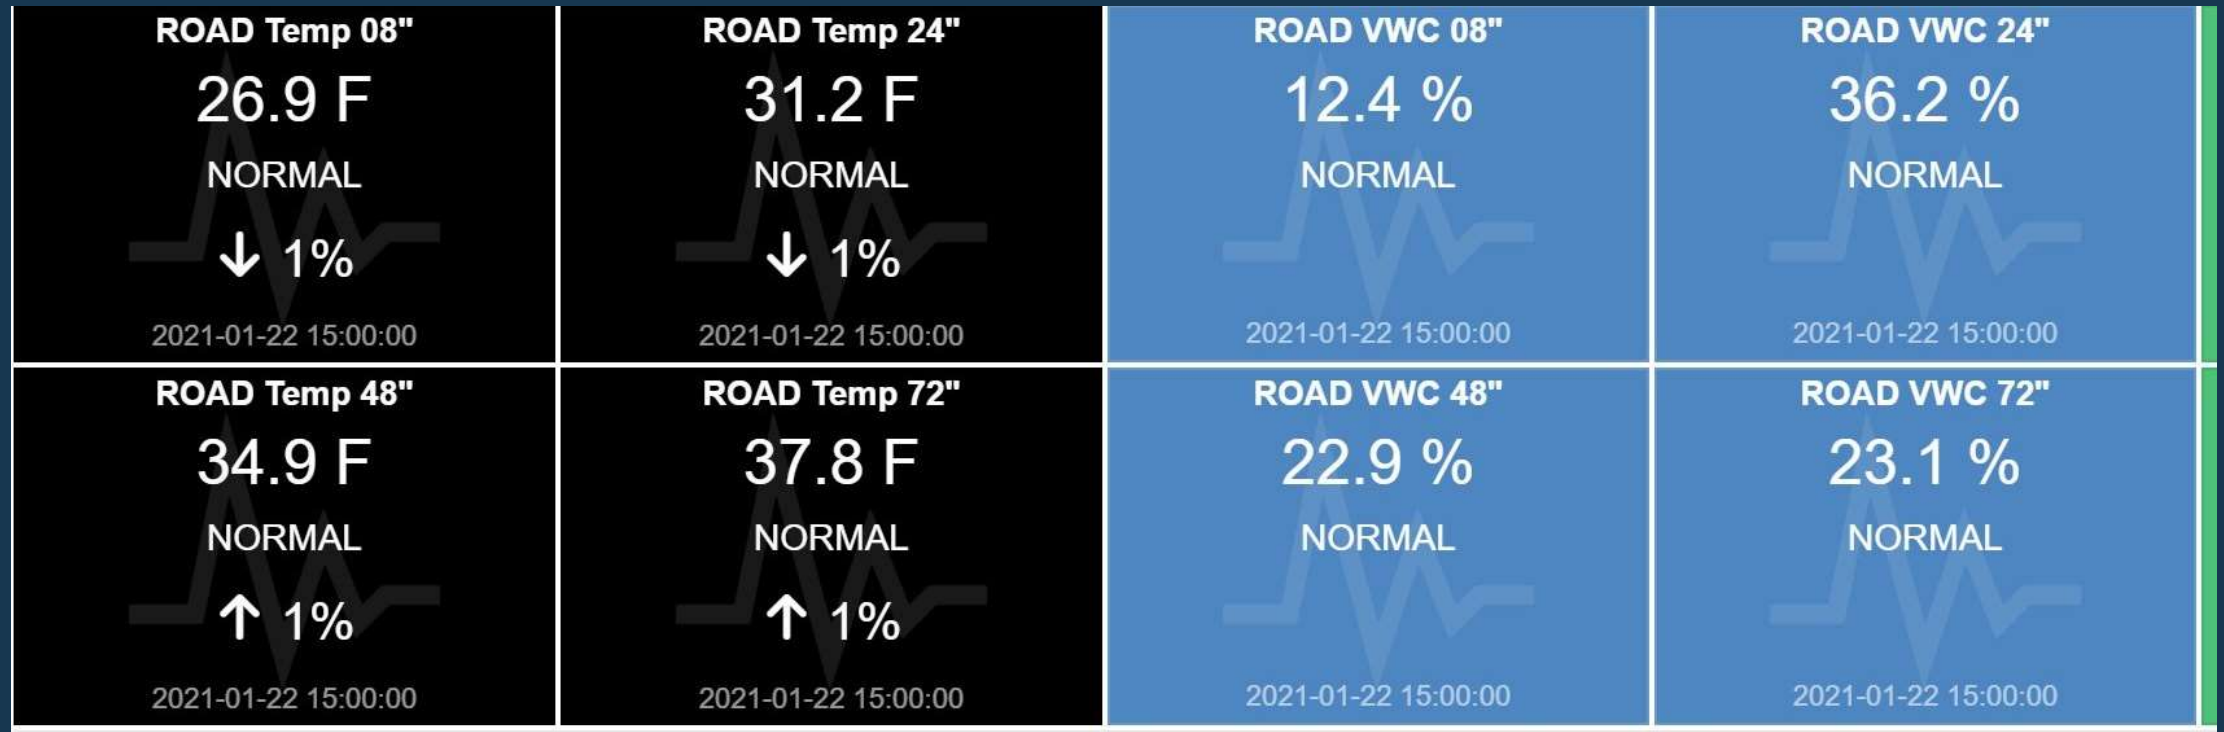 ROAD Temp 08"
26.9 F
NORMAL
↓ 1%
2021-01-22 15:00:00
ROAD Temp 24"
31.2 F
NORMAL
↓ 1%
2021-01-22 15:00:00
ROAD VWC 08"
12.4 %
NORMAL
2021-01-22 15:00:00
ROAD VWC 24"
36.2 %
NORMAL
2021-01-22 15:00:00
ROAD Temp 48"
34.9 F
NORMAL
↑ 1%
2021-01-22 15:00:00
ROAD Temp 72"
37.8 F
NORMAL
↑ 1%
2021-01-22 15:00:00
ROAD VWC 48"
22.9 %
NORMAL
2021-01-22 15:00:00
ROAD VWC 72"
23.1 %
NORMAL
2021-01-22 15:00:00